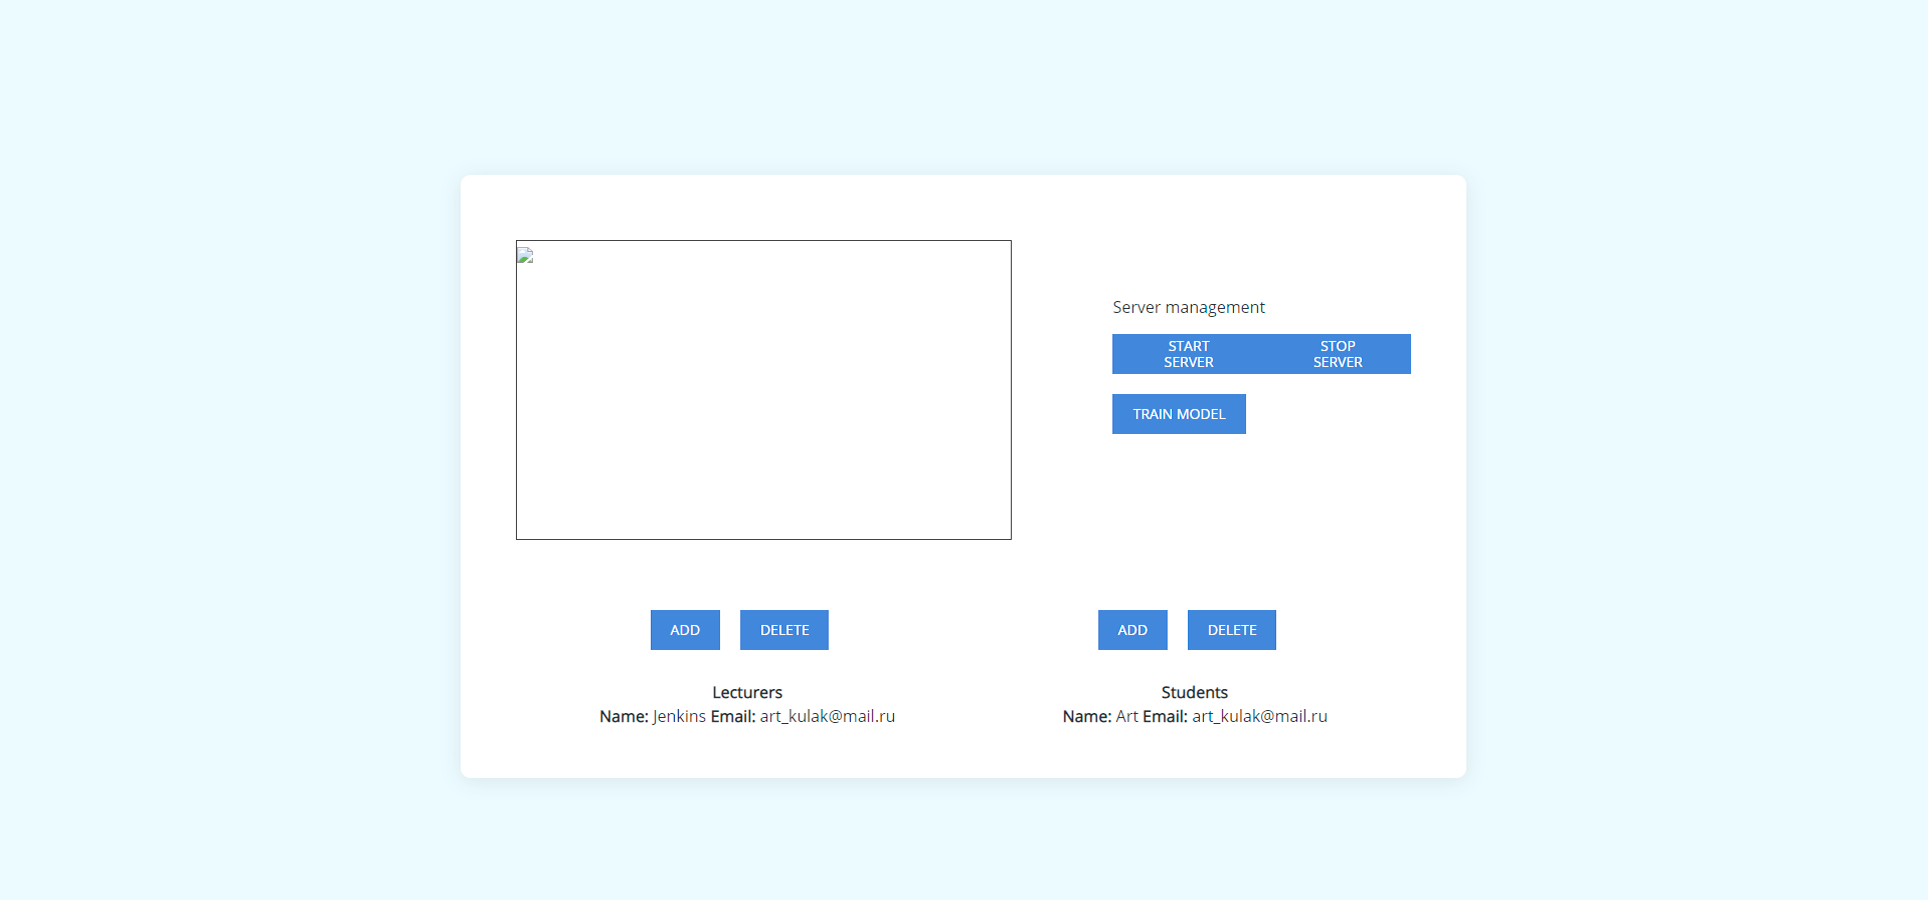 Server management
START
SERVER
STOP
SERVER
TRAIN MODEL
ADD
DELETE
ADD
DELETE
Lecturers
Name: Jenkins Email: art_kulak@mail.ru
Students
Name: Art Email: art_kulak@mail.ru